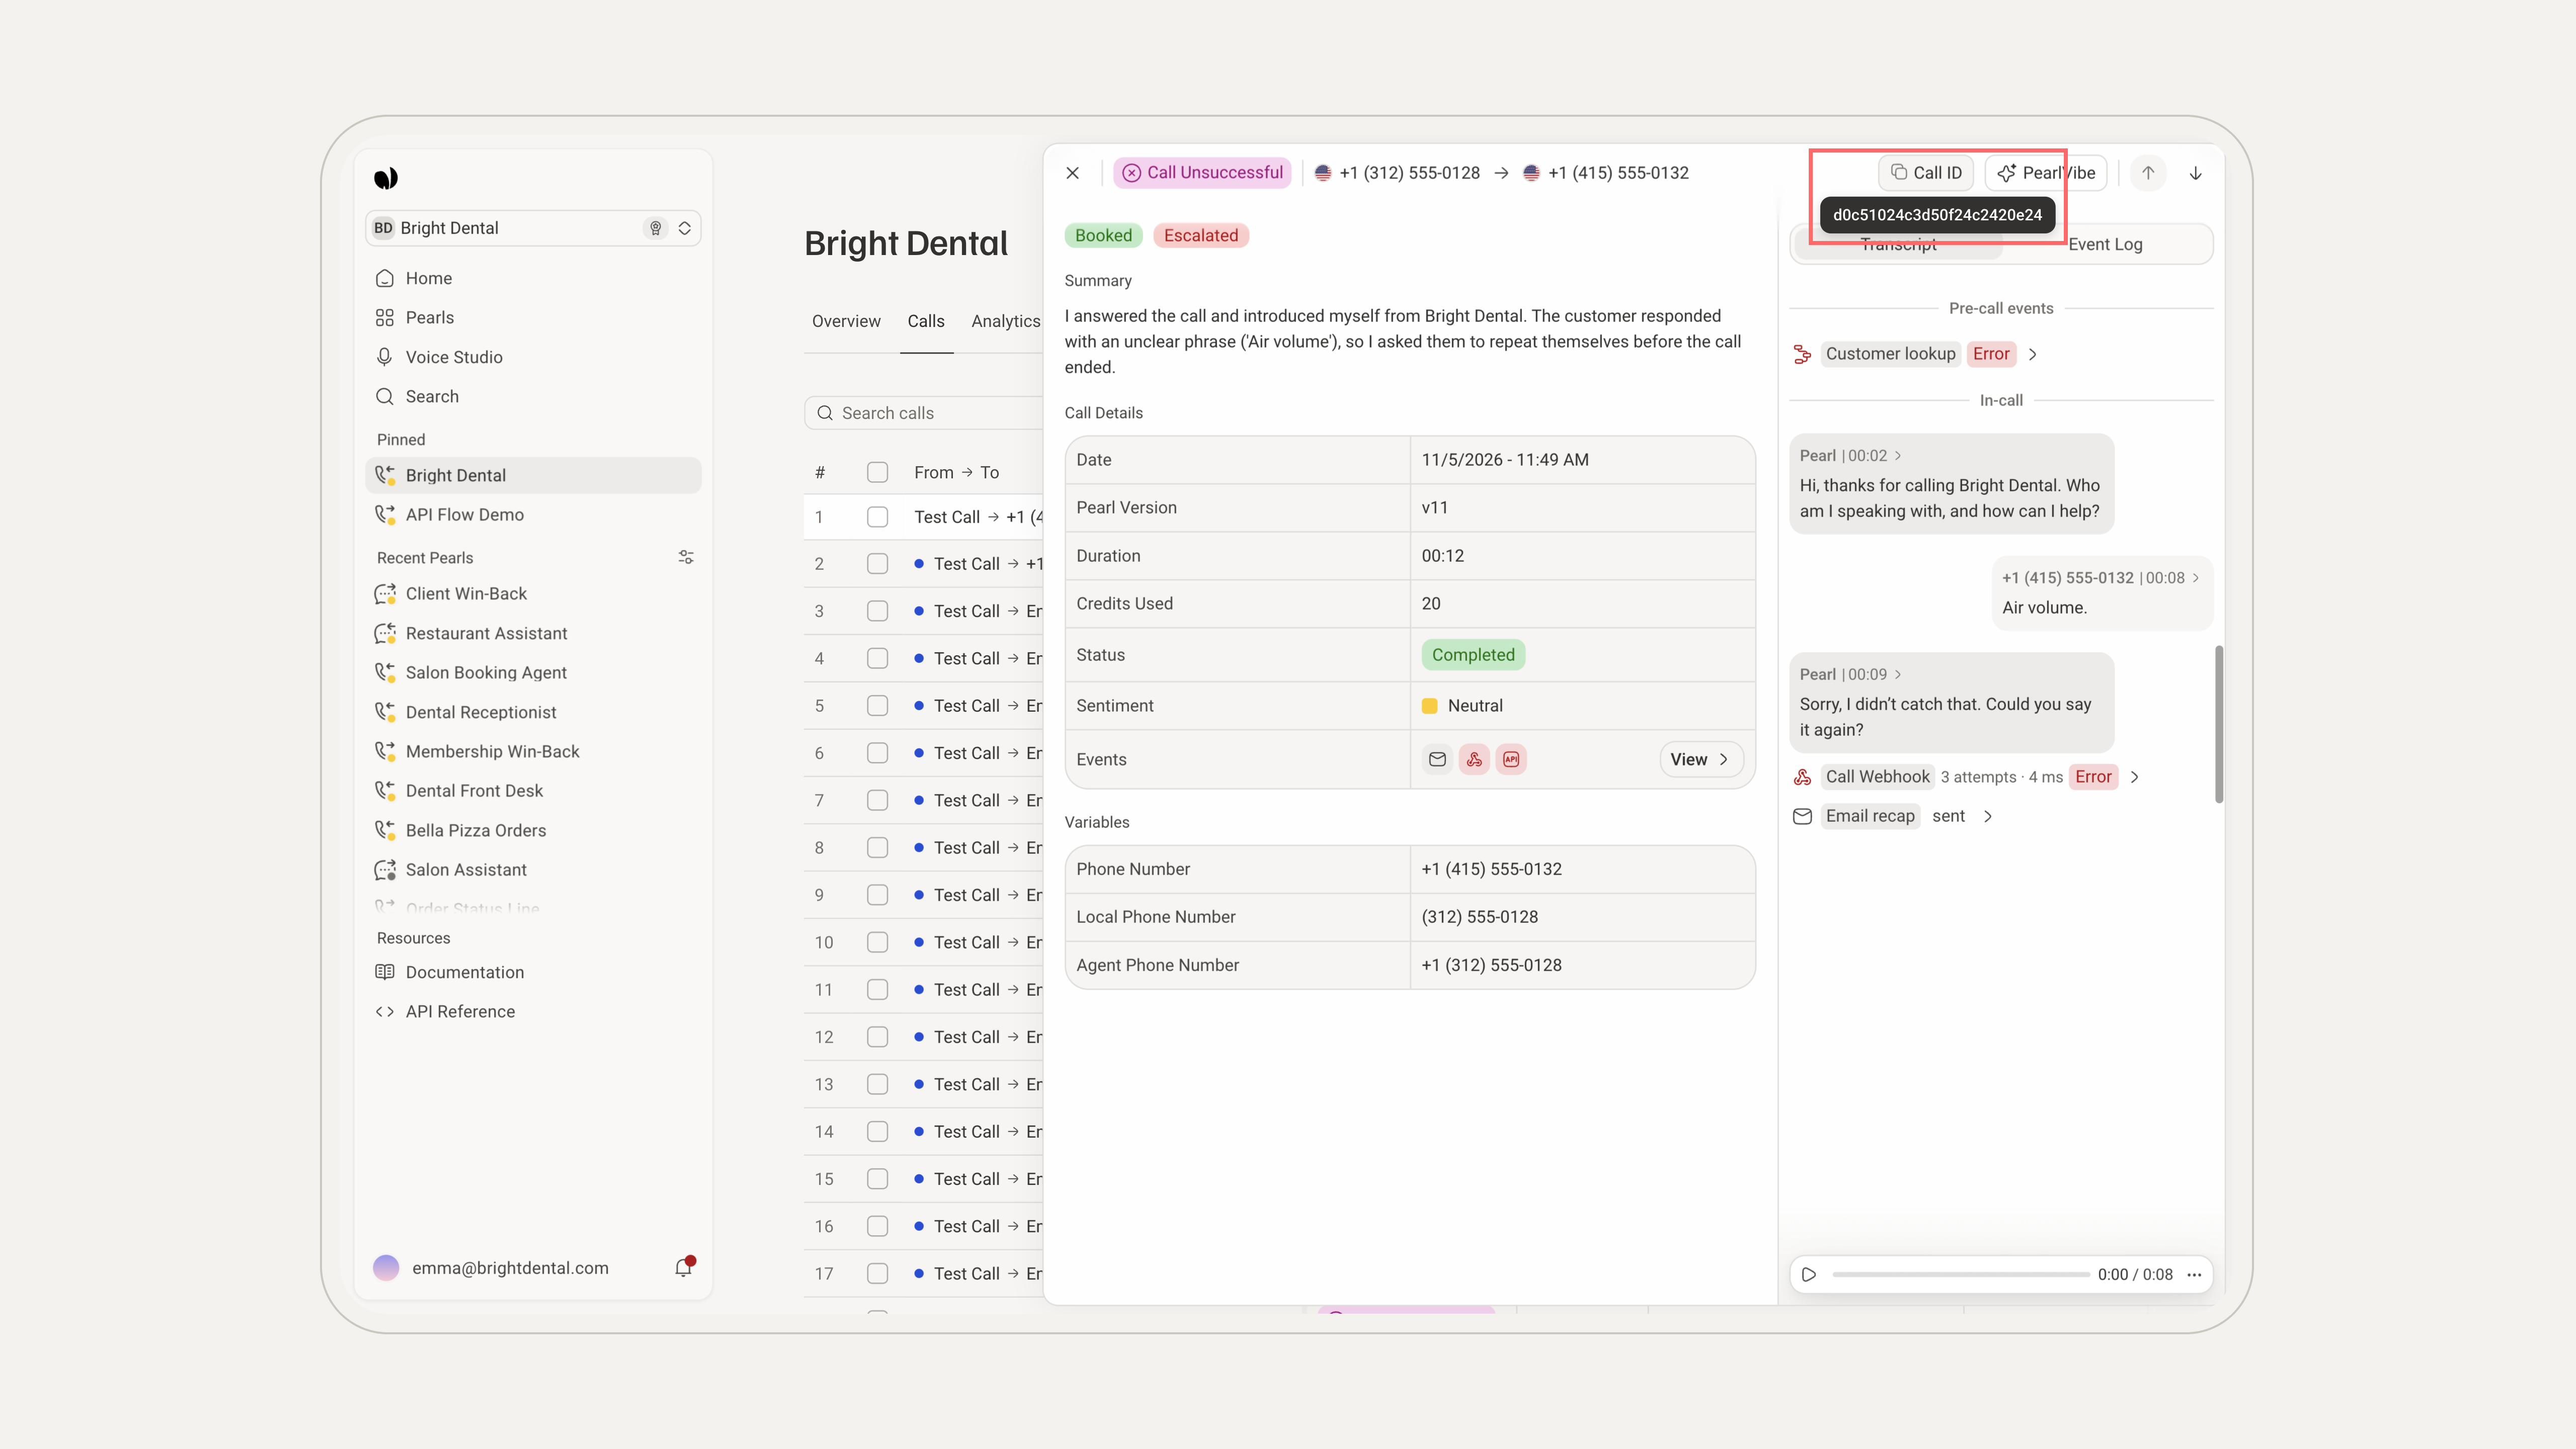 BD Bright Dental
Home
Pearls
Voice Studio
Search
Pinned
Bright Dental
API Flow Demo
Recent Pearls
Client Win-Back
Restaurant Assistant
Salon Booking Agent
Dental Receptionist
Membership Win-Back
Dental Front Desk
Bella Pizza Orders
Salon Assistant
Order Status Line
Resources
Documentation
API Reference
emma@brightdental.com
Bright Dental
Overview Calls Analytics
Search calls
# From → To
1 Test Call → +1 (4
2 Test Call → +1
3 Test Call → Er
4 Test Call → Er
5 Test Call → Er
6 Test Call → Er
7 Test Call → Er
8 Test Call → Er
9 Test Call → Er
10 Test Call → Er
11 Test Call → Er
12 Test Call → Er
13 Test Call → Er
14 Test Call → Er
15 Test Call → Er
16 Test Call → Er
17 Test Call → Er
Call Unsuccessful +1 (312) 555-0128 → +1 (415) 555-0132
Booked Escalated
Summary
I answered the call and introduced myself from Bright Dental. The customer responded
with an unclear phrase ('Air volume'), so I asked them to repeat themselves before the call
ended.
Call Details
Date 11/5/2026 - 11:49 AM
Pearl Version v11
Duration 00:12
Credits Used 20
Status Completed
Sentiment Neutral
Events API View
Variables
Phone Number +1 (415) 555-0132
Local Phone Number (312) 555-0128
Agent Phone Number +1 (312) 555-0128
Call ID PearlVibe
d0c51024c3d50f24c2420e24
Transcript Event Log
Pre-call events
Customer lookup Error
In-call
Pearl | 00:02
Hi, thanks for calling Bright Dental. Who
am I speaking with, and how can I help?
+1 (415) 555-0132 | 00:08
Air volume.
Pearl | 00:09
Sorry, I didn’t catch that. Could you say
it again?
Call Webhook 3 attempts · 4 ms Error
Email recap sent
0:00 / 0:08